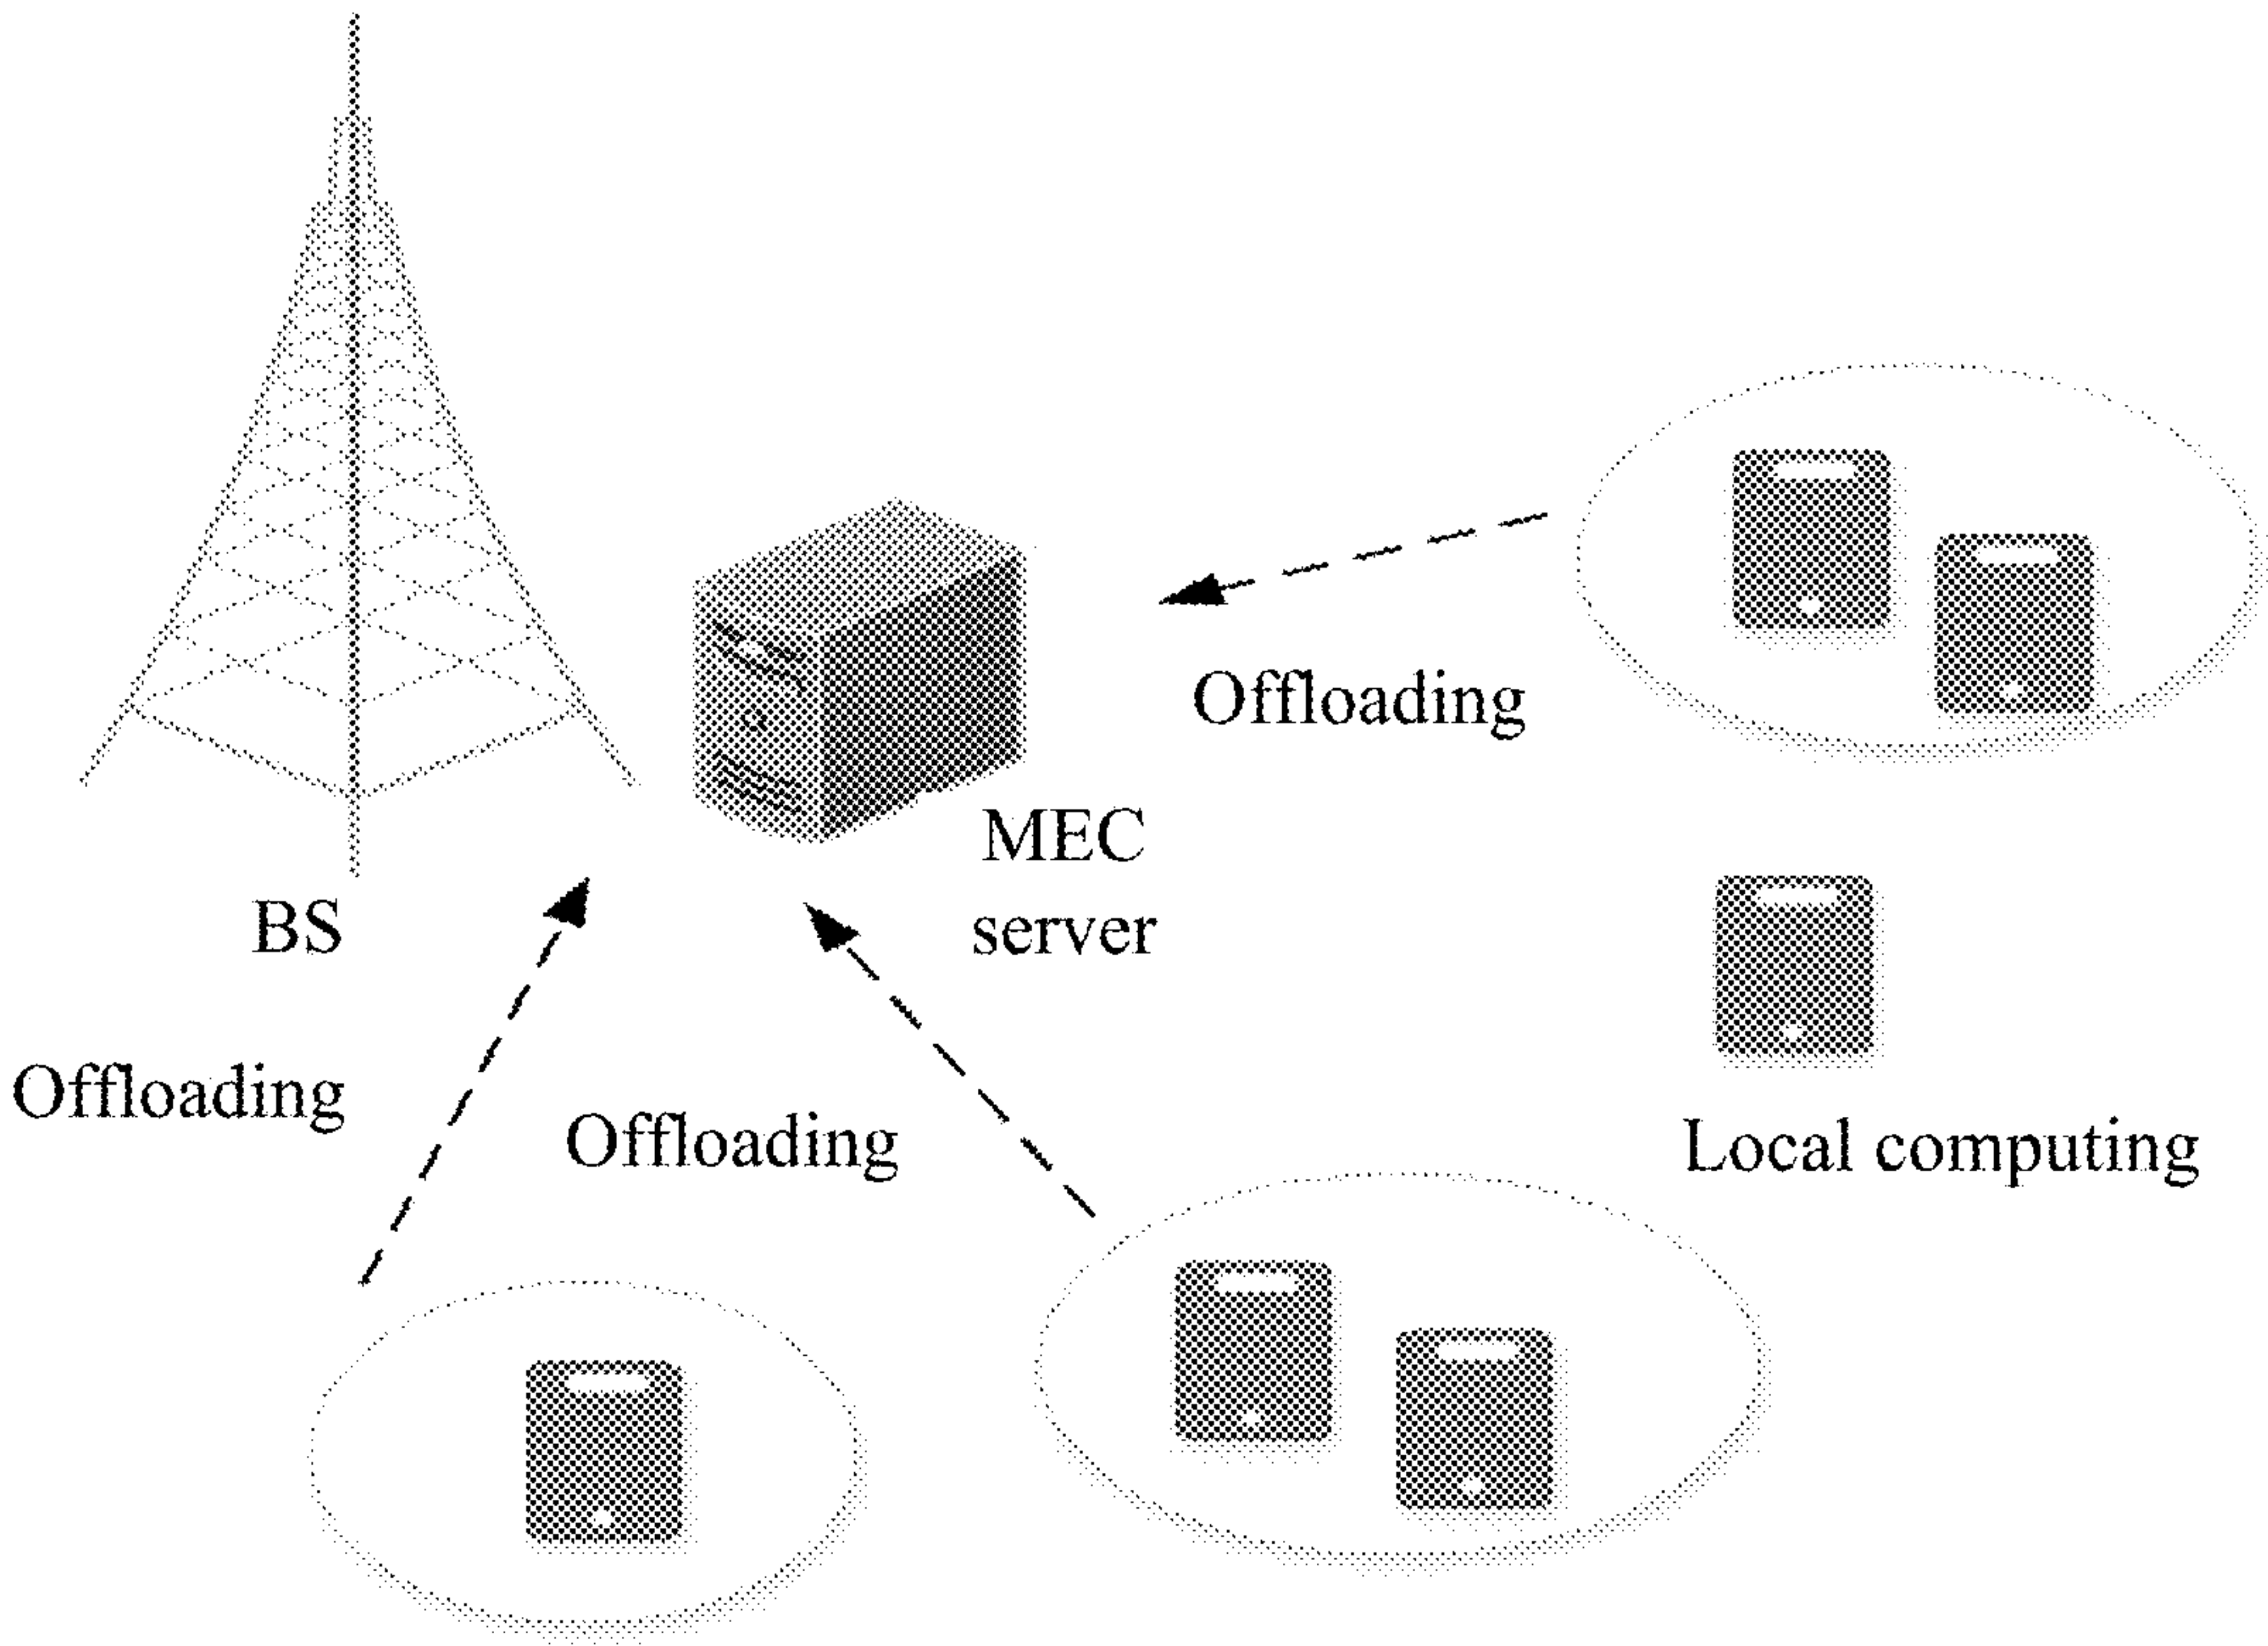 Offloading
MEC
server
BS
Offloading
Offloading
Local computing